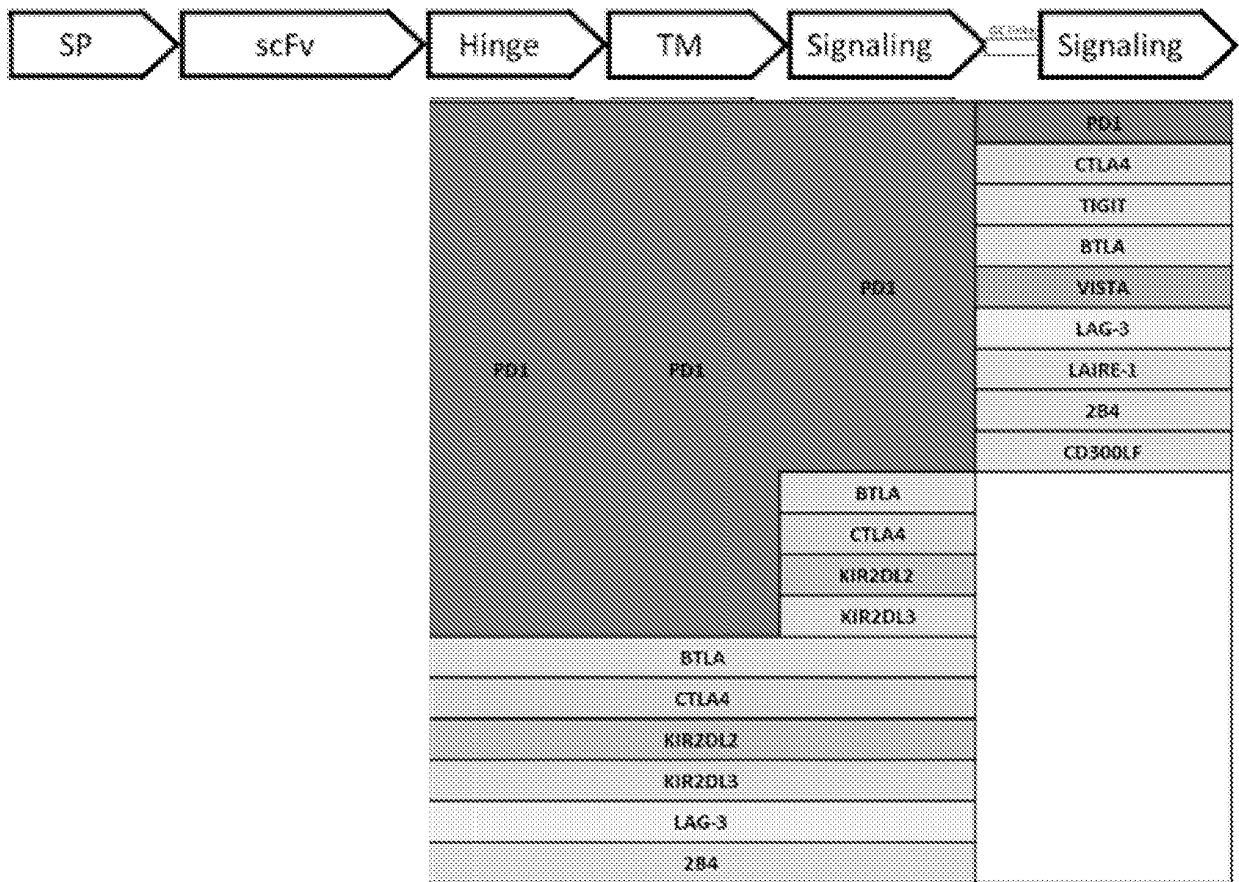 SP scFv Hinge TM Signaling Signaling
PD1
CTLA4
TIGIT
BTLA
PD1 VISTA
LAG-3
PD1 PD1 LAIRE-1
2B4
CD300LF
BTLA
CTLA4
KIR2DL2
KIR2DL3
BTLA
CTLA4
KIR2DL2
KIR2DL3
LAG-3
2B4